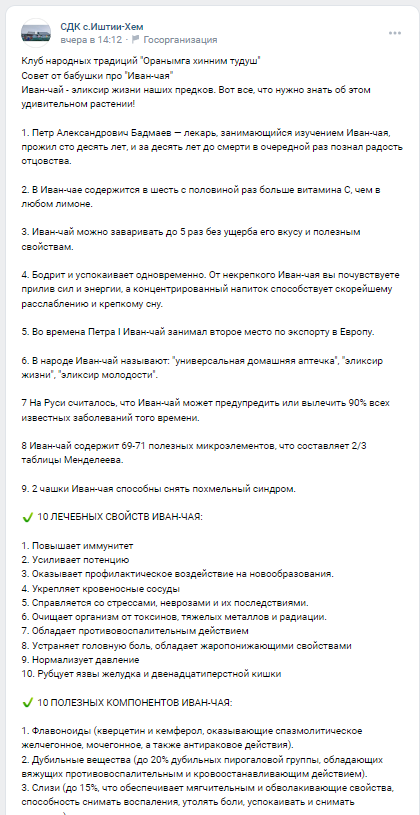 СДК с.Иштии-Хем
вчера в 14:12 · Госорганизация
Клуб народных традиций "Оранымга хинним тудуш"
Совет от бабушки про "Иван-чая"
Иван-чай - эликсир жизни наших предков. Вот все, что нужно знать об этом
удивительном растении!
1. Петр Александрович Бадмаев — лекарь, занимающийся изучением Иван-чая,
прожил сто десять лет, и за десять лет до смерти в очередной раз познал радость
отцовства.
2, В Иван-чае содержится в шесть с половиной раз больше витамина С, чем в
любом лимоне.
3. Иван-чай можно заваривать до 5 раз без ущерба его вкусу и полезным
свойствам.
4. Бодрит и успокаивает одновременно. От некрепкого Иван-чая вы почувствуете
прилив сил и энергии, а концентрированный напиток способствует скорейшему
расслаблению и крепкому сну.
5. Во времена Петра I Иван-чай занимал второе место по экспорту в Европу.
6. В народе Иван-чай называют: "универсальная домашняя аптечка", "эликсир
жизни", "эликсир молодости".
7 На Руси считалось, что Иван-чай может предупредить или вылечить 90% всех
известных заболеваний того времени.
8 Иван-чай содержит 69-71 полезных микроэлементов, что составляет 2/3
таблицы Менделеева.
9. 2 чашки Иван-чая способны снять похмельный синдром.
✔ 10 ЛЕЧЕБНЫХ СВОЙСТВ ИВАН-ЧАЯ:
1. Повышает иммунитет
2. Усиливает потенцию
3. Оказывает профилактическое воздействие на новообразования.
4. Укрепляет кровеносные сосуды
5. Справляется со стрессами, неврозами и их последствиями.
6. Очищает организм от токсинов, тяжелых металлов и радиации.
7. Обладает противовоспалительным действием
8. Устраняет головную боль, обладает жаропонижающими свойствами
9. Нормализует давление
10. Рубцует язвы желудка и двенадцатиперстной кишки
✔ 10 ПОЛЕЗНЫХ КОМПОНЕНТОВ ИВАН-ЧАЯ:
1. Флавоноиды (кверцетин и кемферол, оказывающие спазмолитическое
желчегонное, мочегонное, а также антираковое действия).
2. Дубильные вещества (до 20% дубильных пирогаловой группы, обладающих
вяжущих противовоспалительным и кровоостанавливающим действием).
3. Слизи (до 15%, что обеспечивает мягчительным и обволакивающие свойства,
способность снимать воспаления, утолять боли, успокаивать и снимать